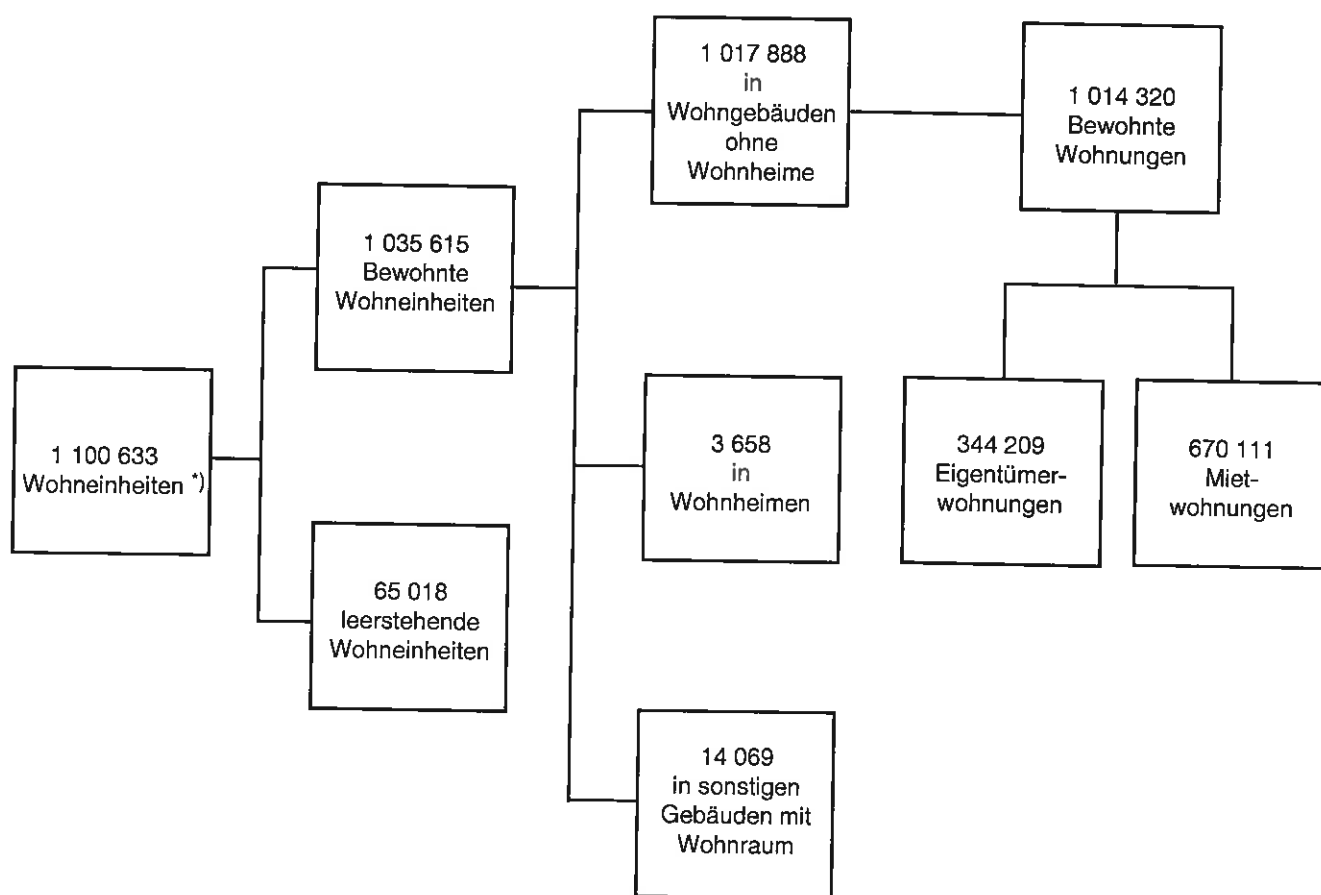 1 017 888
in
Wohngebäuden
ohne
Wohnheime
1 014 320
Bewohnte
Wohnungen
1 035 615
Bewohnte
Wohneinheiten
1 100 633
Wohneinheiten *)
3 658
in
Wohnheimen
344 209
Eigentümer-
wohnungen
670 111
Miet-
wohnungen
65 018
leerstehende
Wohneinheiten
14 069
in sonstigen
Gebäuden mit
Wohnraum